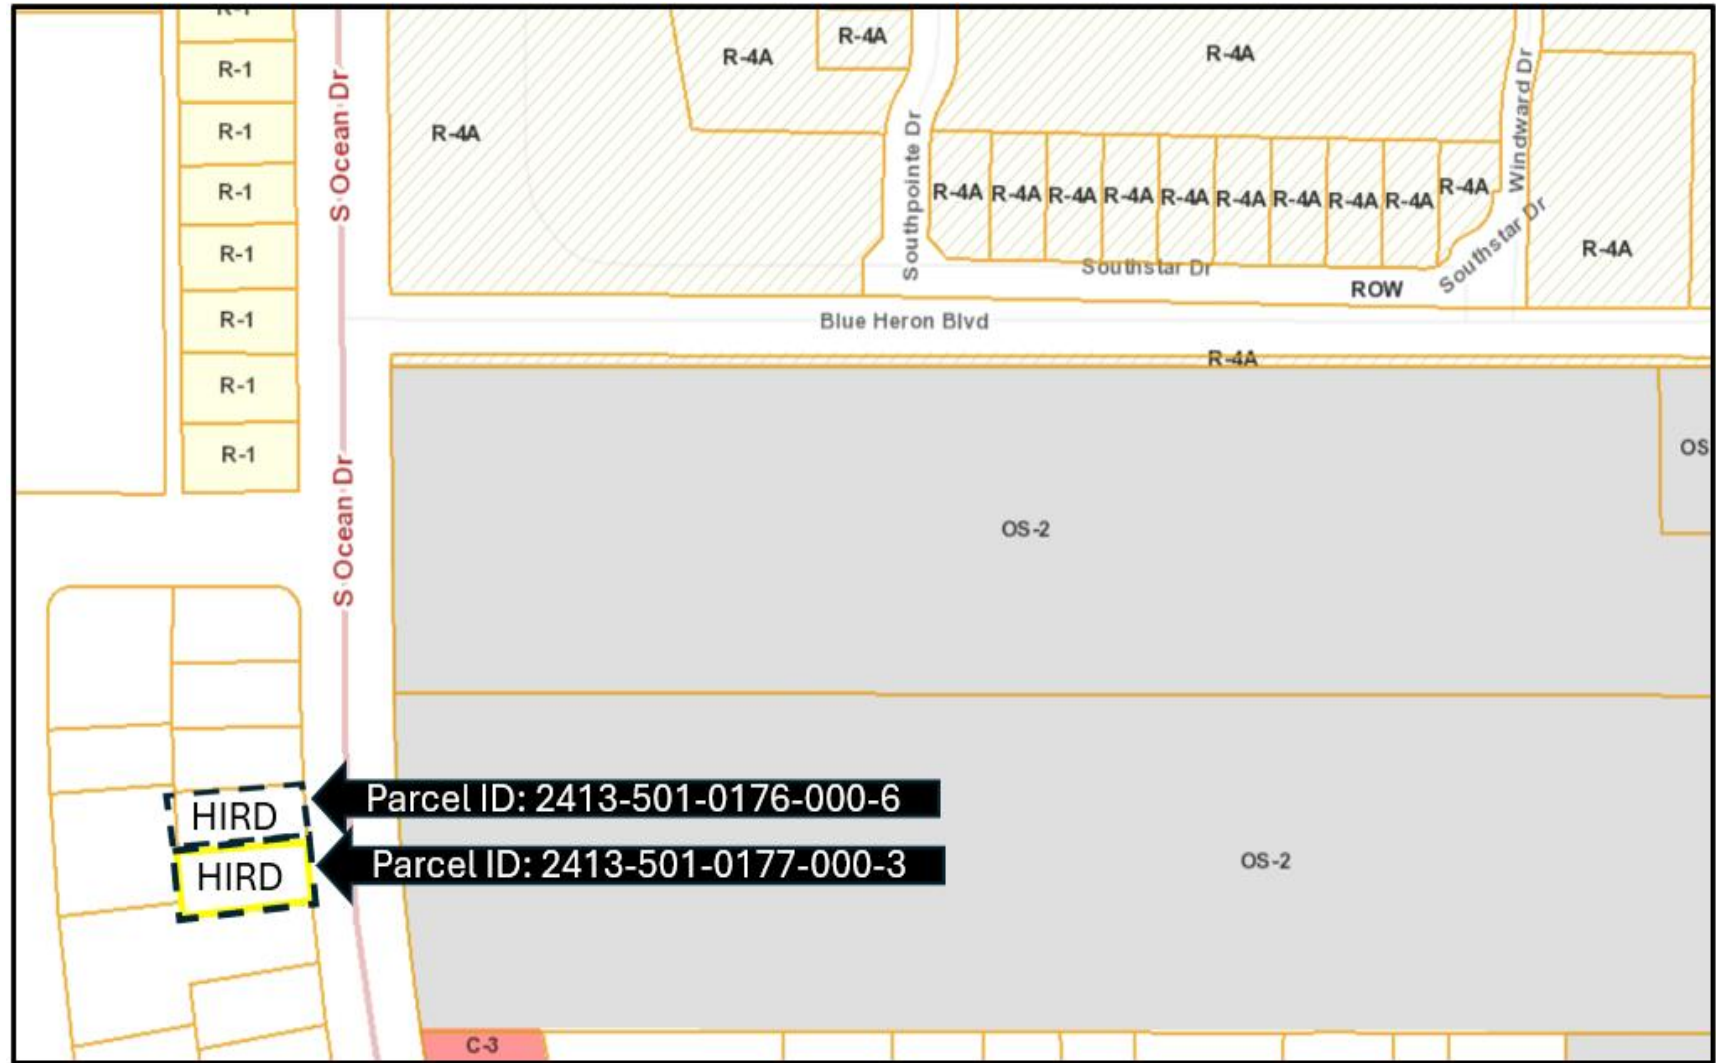 R-1
R-4A
R-4A
R-4A
R-1
R-1
R-4A
S Ocean Dr
Southpointe Dr
Windward Dr
R-1
R-4A
R-4A
R-4A
R-4A
R-4A
R-4A
R-4A
R-4A
R-4A
R-4A
R-1
Southstar Dr
Southstar Dr
R-4A
ROW
R-1
Blue Heron Blvd
R-4A
R-1
R-1
OS
S Ocean Dr
OS-2
HIRD
Parcel ID: 2413-501-0176-000-6
HIRD
Parcel ID: 2413-501-0177-000-3
OS-2
C-3